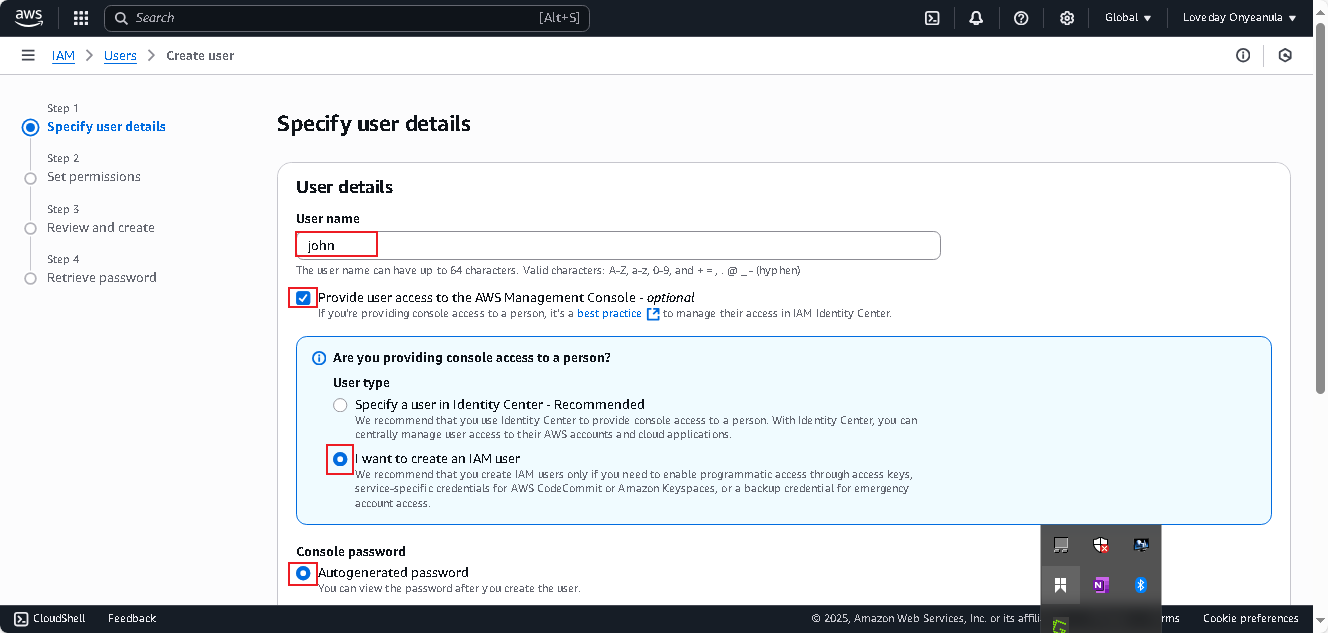 aws
Search
[Alt+S]
Global
Loveday Onyeanula
IAM
Users
Create user
Step 1
Specify user details
Step 2
Set permissions
Step 3
Review and create
Step 4
Retrieve password
Specify user details
User details
User name
john
The user name can have up to 64 characters. Valid characters: A-Z, a-z, 0-9, and + = , . @ _ - (hyphen)
Provide user access to the AWS Management Console - optional
If you're providing console access to a person, it's a best practice to manage their access in IAM Identity Center.
Are you providing console access to a person?
User type
Specify a user in Identity Center - Recommended
We recommend that you use Identity Center to provide console access to a person. With Identity Center, you can
centrally manage user access to their AWS accounts and cloud applications.
I want to create an IAM user
We recommend that you create IAM users only if you need to enable programmatic access through access keys,
service-specific credentials for AWS CodeCommit or Amazon Keyspaces, or a backup credential for emergency
account access.
Console password
Autogenerated password
You can view the password after you create the user.
CloudShell
Feedback
© 2025, Amazon Web Services, Inc. or its affili
rms
Cookie preferences